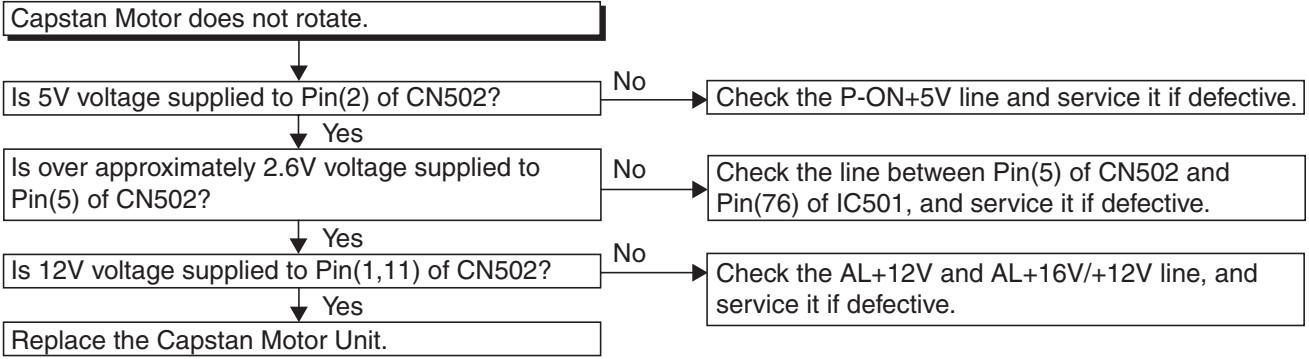 Capstan Motor does not rotate.
Is 5V voltage supplied to Pin(2) of CN502?
No
Check the P-ON+5V line and service it if defective.
Yes
Is over approximately 2.6V voltage supplied to
Pin(5) of CN502?
No
Check the line between Pin(5) of CN502 and
Pin(76) of IC501, and service it if defective.
Yes
Is 12V voltage supplied to Pin(1,11) of CN502?
No
Check the AL+12V and AL+16V/+12V line, and
service it if defective.
Yes
Replace the Capstan Motor Unit.